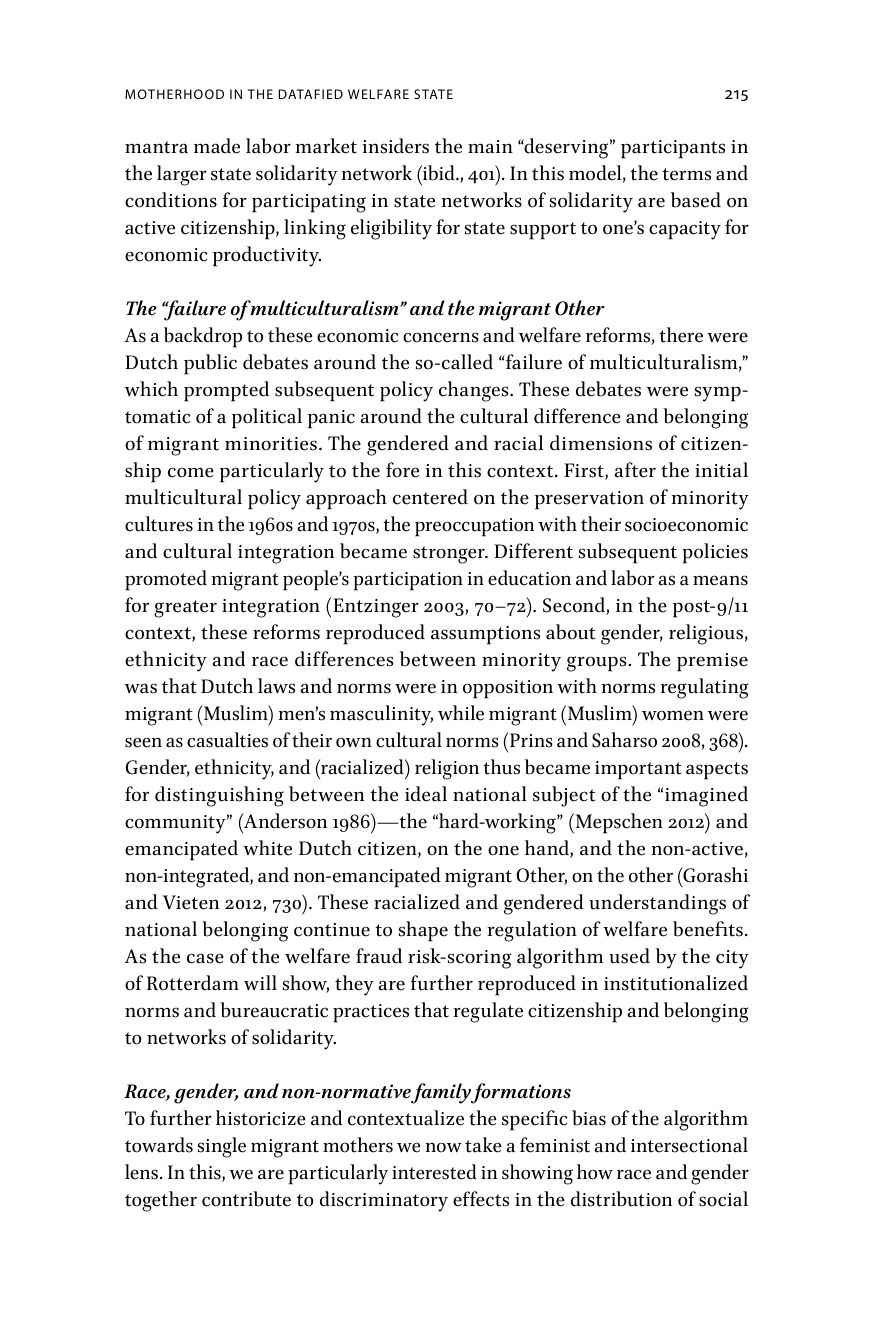 MOTHERHOOD IN THE DATAFIED WELFARE STATE 215
mantra made labor market insiders the main “deserving” participants in
the larger state solidarity network (ibid., 401). In this model, the terms and
conditions for participating in state networks of solidarity are based on
active citizenship, linking eligibility for state support to one’s capacity for
economic productivity.
The “failure of multiculturalism” and the migrant Other
As a backdrop to these economic concerns and welfare reforms, there were
Dutch public debates around the so-called “failure of multiculturalism,”
which prompted subsequent policy changes. These debates were symp-
tomatic of a political panic around the cultural difference and belonging
of migrant minorities. The gendered and racial dimensions of citizen-
ship come particularly to the fore in this context. First, after the initial
multicultural policy approach centered on the preservation of minority
cultures in the 1960s and 1970s, the preoccupation with their socioeconomic
and cultural integration became stronger. Different subsequent policies
promoted migrant people’s participation in education and labor as a means
for greater integration (Entzinger 2003, 70–72). Second, in the post-9/11
context, these reforms reproduced assumptions about gender, religious,
ethnicity and race differences between minority groups. The premise
was that Dutch laws and norms were in opposition with norms regulating
migrant (Muslim) men’s masculinity, while migrant (Muslim) women were
seen as casualties of their own cultural norms (Prins and Saharso 2008, 368).
Gender, ethnicity, and (racialized) religion thus became important aspects
for distinguishing between the ideal national subject of the “imagined
community” (Anderson 1986)—the “hard-working” (Mepschen 2012) and
emancipated white Dutch citizen, on the one hand, and the non-active,
non-integrated, and non-emancipated migrant Other, on the other (Gorashi
and Vieten 2012, 730). These racialized and gendered understandings of
national belonging continue to shape the regulation of welfare benefits.
As the case of the welfare fraud risk-scoring algorithm used by the city
of Rotterdam will show, they are further reproduced in institutionalized
norms and bureaucratic practices that regulate citizenship and belonging
to networks of solidarity.
Race, gender, and non-normative family formations
To further historicize and contextualize the specific bias of the algorithm
towards single migrant mothers we now take a feminist and intersectional
lens. In this, we are particularly interested in showing how race and gender
together contribute to discriminatory effects in the distribution of social